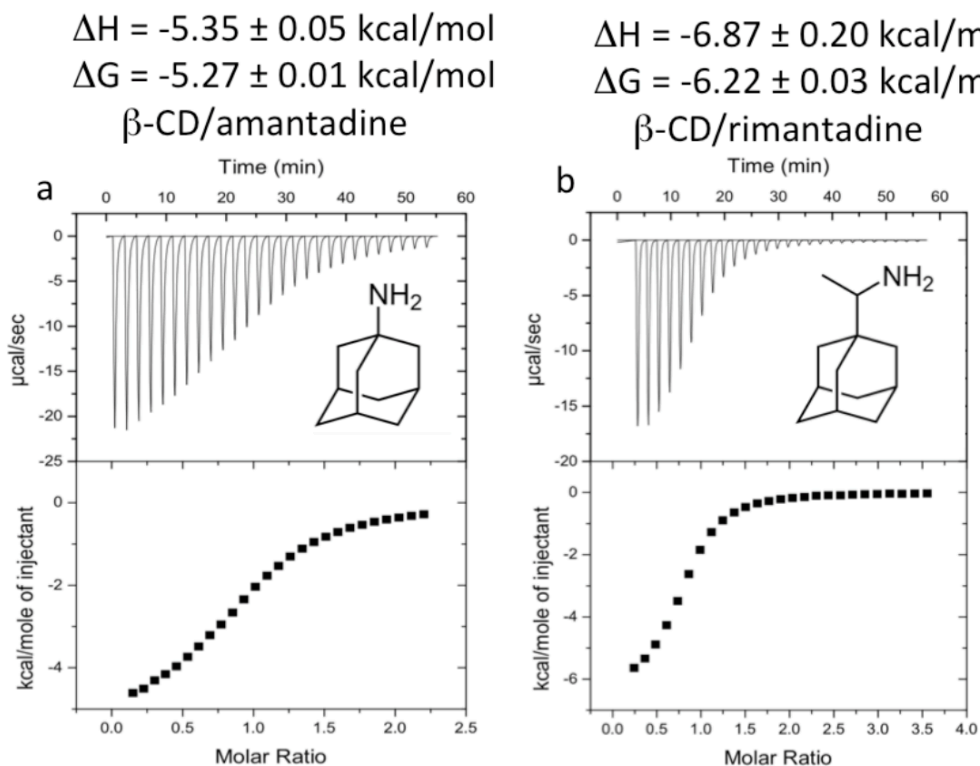 ΔH = -5.35 ± 0.05 kcal/mol
ΔG = -5.27 ± 0.01 kcal/mol
β-CD/amantadine
Time (min)
a
0 10 20 30 40 50 60
0
-5
-10
-15
-20
-25
μcal/sec
NH2
0
-2
-4
kcal/mole of injectant
0.0 0.5 1.0 1.5 2.0 2.5
Molar Ratio
ΔH = -6.87 ± 0.20 kcal/m
ΔG = -6.22 ± 0.03 kcal/m
β-CD/rimantadine
Time (min)
b
0 10 20 30 40 50 60
0
-5
-10
-15
-20
μcal/sec
NH2
0
-2
-4
-6
kcal/mole of injectant
0.0 0.5 1.0 1.5 2.0 2.5 3.0 3.5 4.0
Molar Ratio